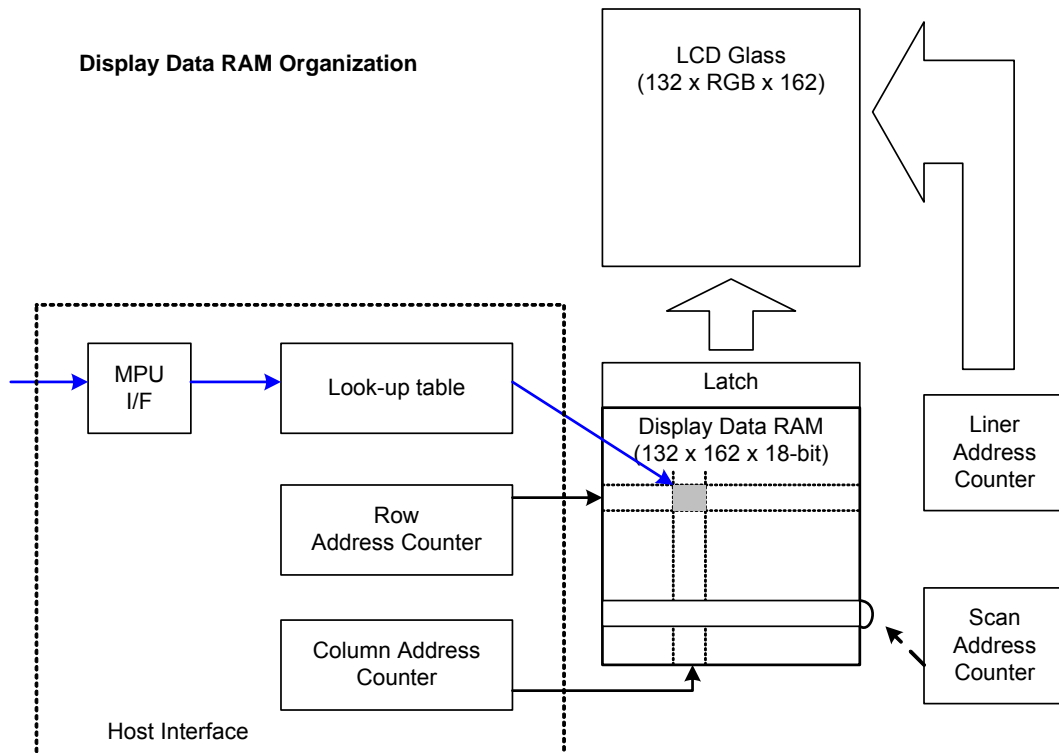 Display Data RAM Organization
LCD Glass
(132 x RGB x 162)
MPU
I/F
Look-up table
Latch
Display Data RAM
(132 x 162 x 18-bit)
Liner
Address
Counter
Row
Address Counter
Column Address
Counter
Scan
Address
Counter
Host Interface